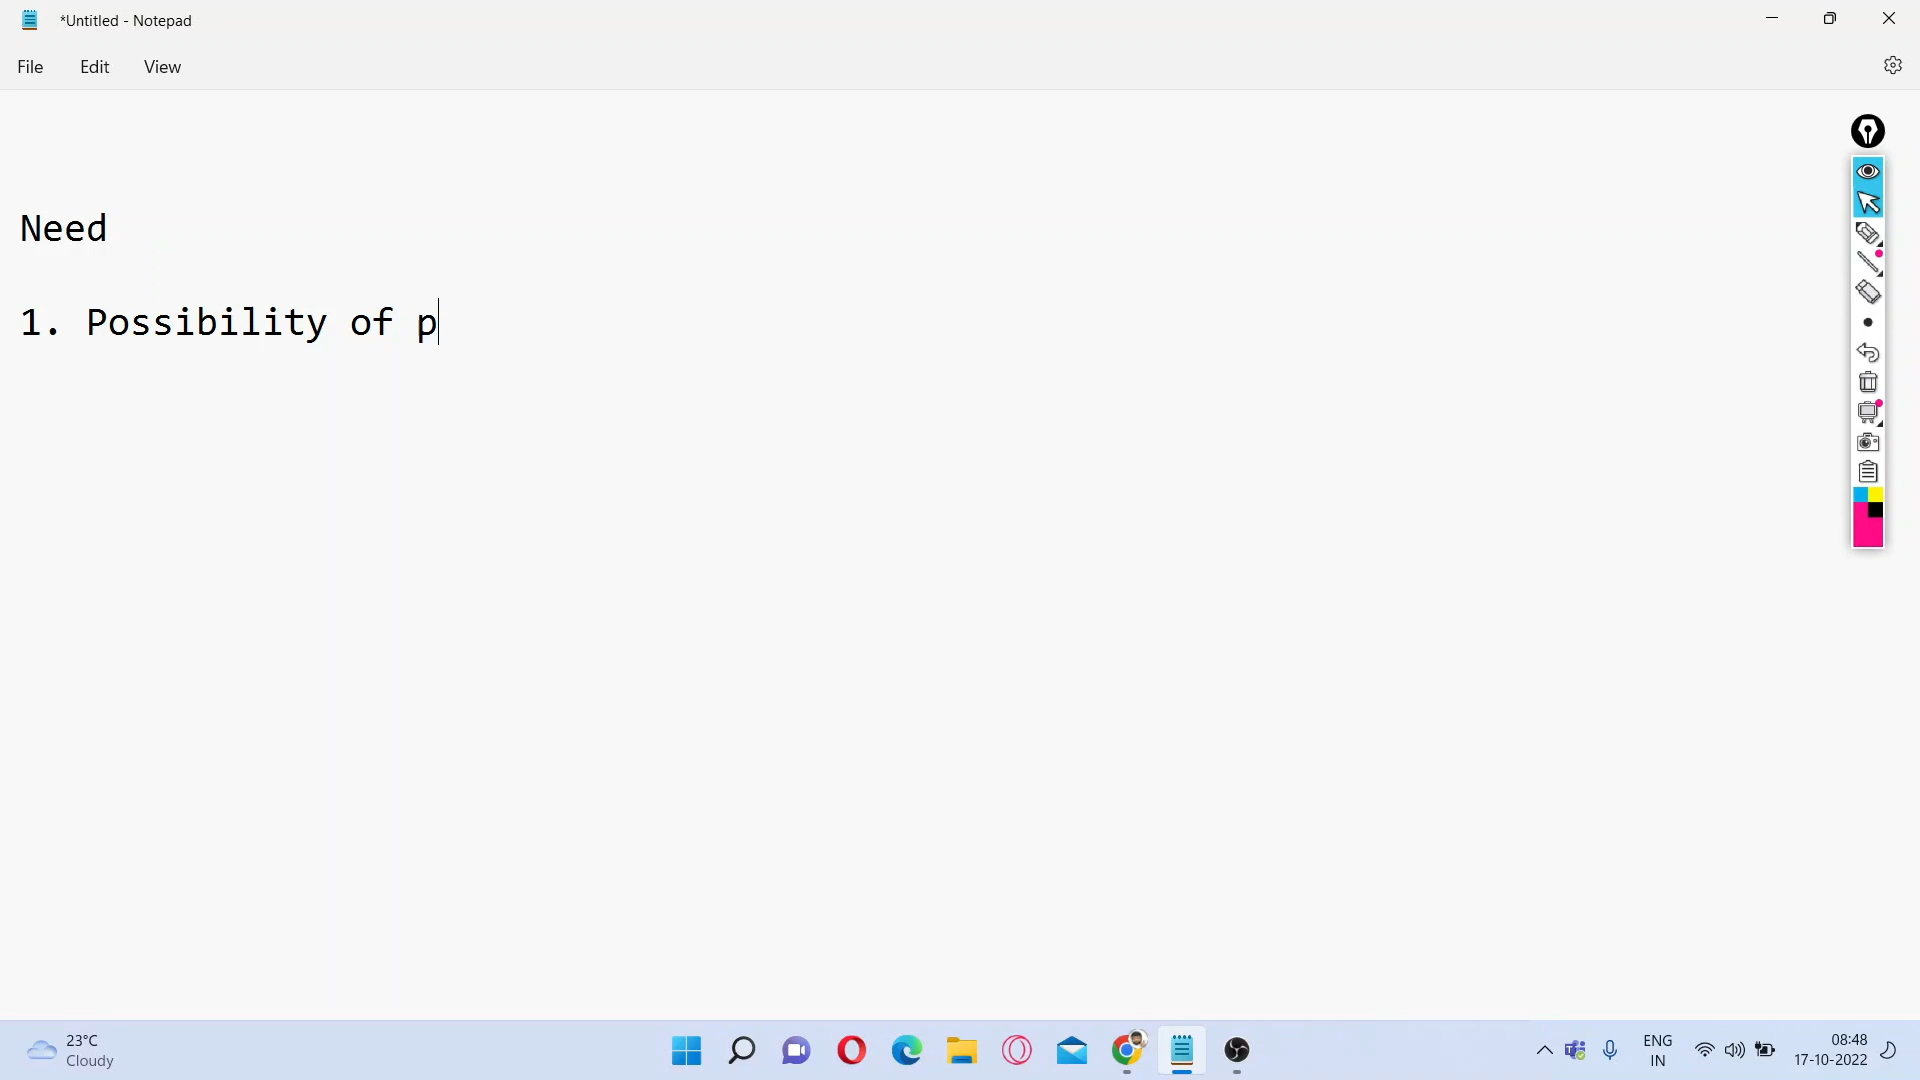 *Untitled - Notepad
File Edit View
Need
1. Possibility of p
23°C
Cloudy
ENG
IN
08:48
17-10-2022